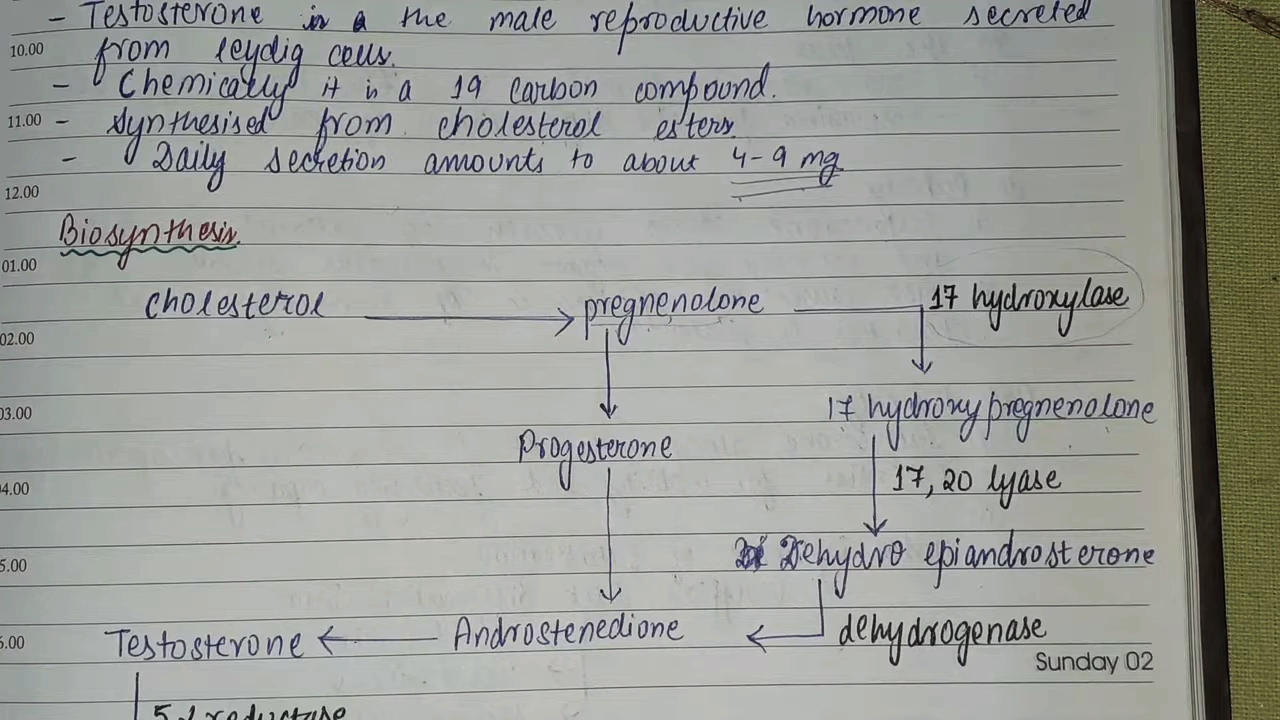 - Testosterone is a the male reproductive hormone secreted
10.00 from leydig cells.
- Chemically it is a 19 carbon compound.
11.00 - synthesised from cholesterol esters.
- Daily secretion amounts to about 4-9 mg
12.00
Biosynthesis
01.00
cholesterol → pregnenolone 17 hydroxylase
02.00
03.00 17 hydroxy pregnenolone
Progesterone
04.00 17, 20 lyase
5.00 Dehydro epiandrosterone
6.00 Testosterone ← Androstenedione ← dehydrogenase
Sunday 02